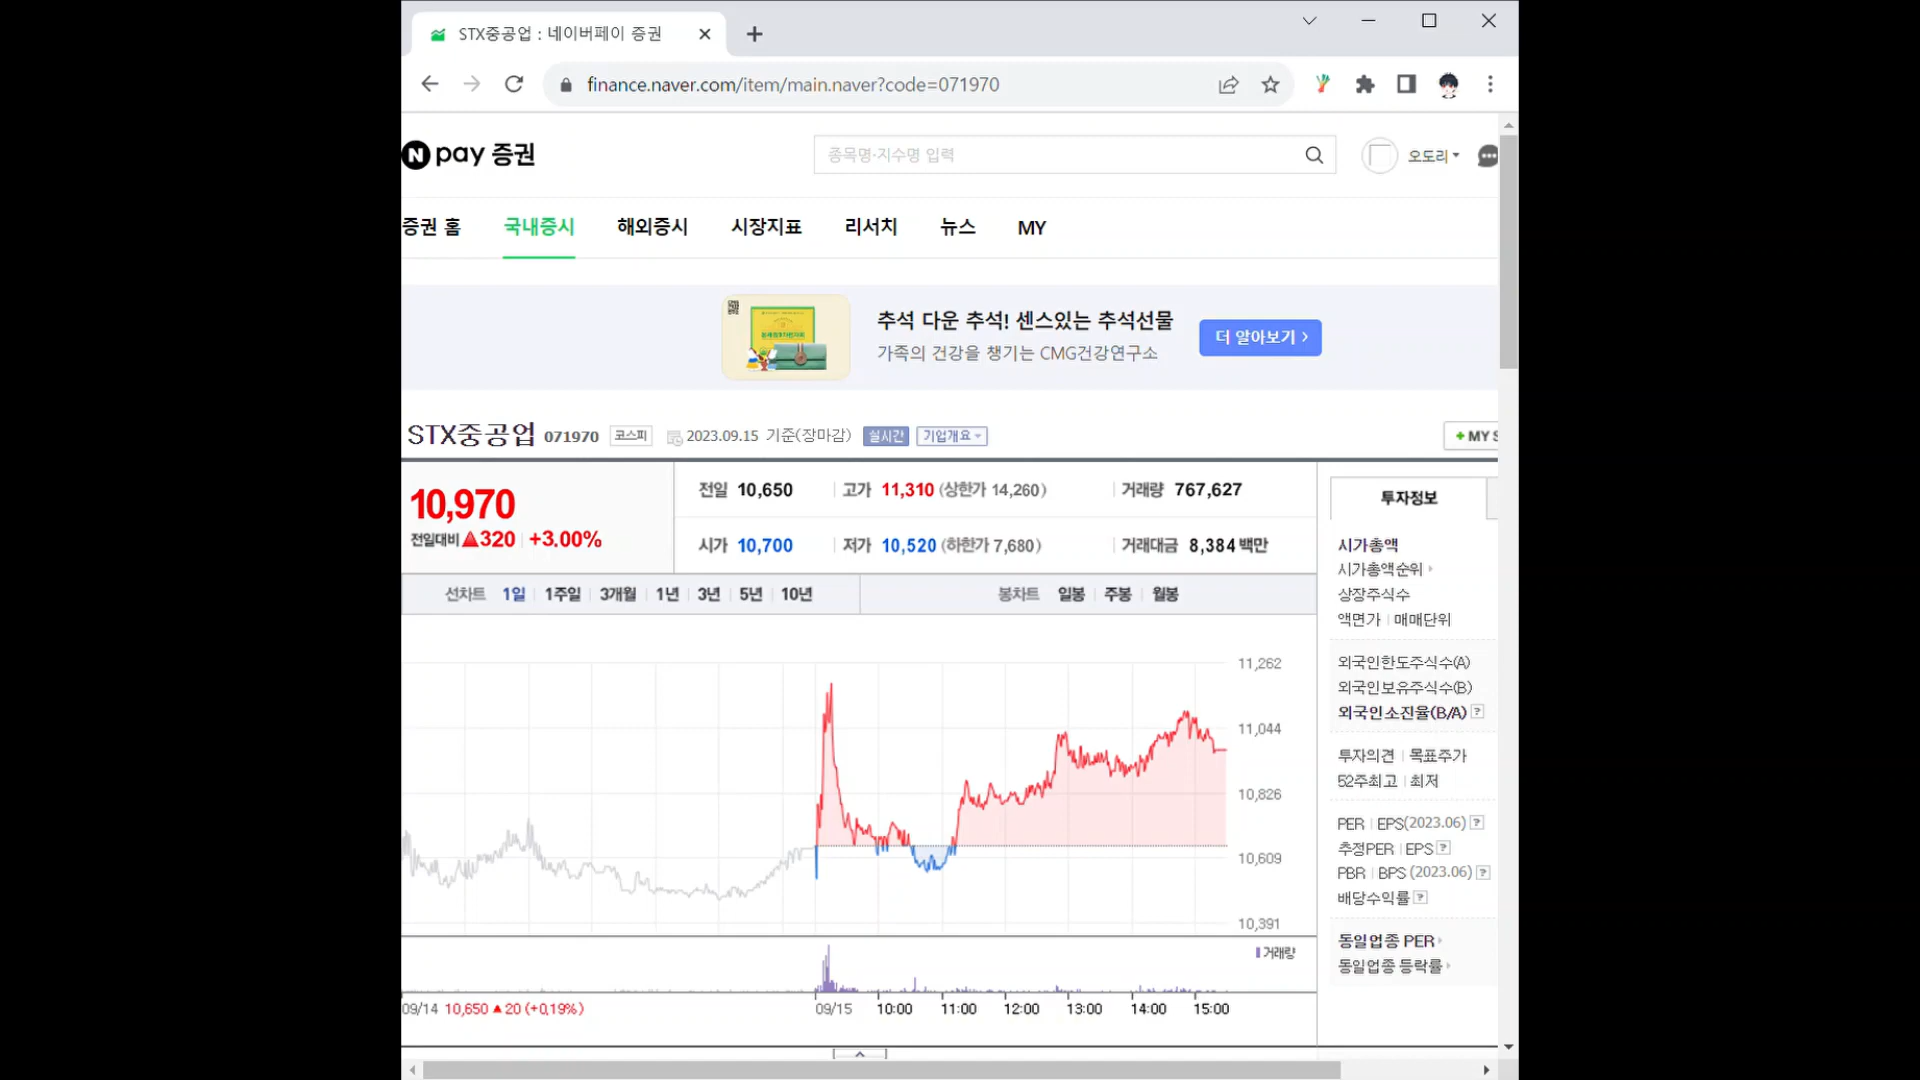 STX중공업 : 네이버페이 증권
finance.naver.com/item/main.naver?code=071970
N pay 증권
종목명·지수명 입력
오도리
증권 홈 국내증시 해외증시 시장지표 리서치 뉴스 MY
추석 다운 추석! 센스있는 추석선물
가족의 건강을 챙기는 CMG건강연구소
더 알아보기 >
STX중공업 071970 코스피 2023.09.15 기준(장마감) 실시간 기업개요
+ MY S
10,970
전일대비 ▲320 +3.00%
전일 10,650 고가 11,310 (상한가 14,260) 거래량 767,627
시가 10,700 저가 10,520 (하한가 7,680) 거래대금 8,384 백만
선차트 1일 1주일 3개월 1년 3년 5년 10년 봉차트 일봉 주봉 월봉
11,262
11,044
10,826
10,609
10,391
거래량
09/14 10,650 ▲ 20 (+0.19%)
09/15 10:00 11:00 12:00 13:00 14:00 15:00
투자정보
시가총액
시가총액순위
상장주식수
액면가 매매단위
외국인한도주식수(A)
외국인보유주식수(B)
외국인소진율(B/A) ?
투자의견 목표주가
52주최고 최저
PER EPS(2023.06) ?
추정PER EPS ?
PBR BPS (2023.06) ?
배당수익률 ?
동일업종 PER
동일업종 등락률